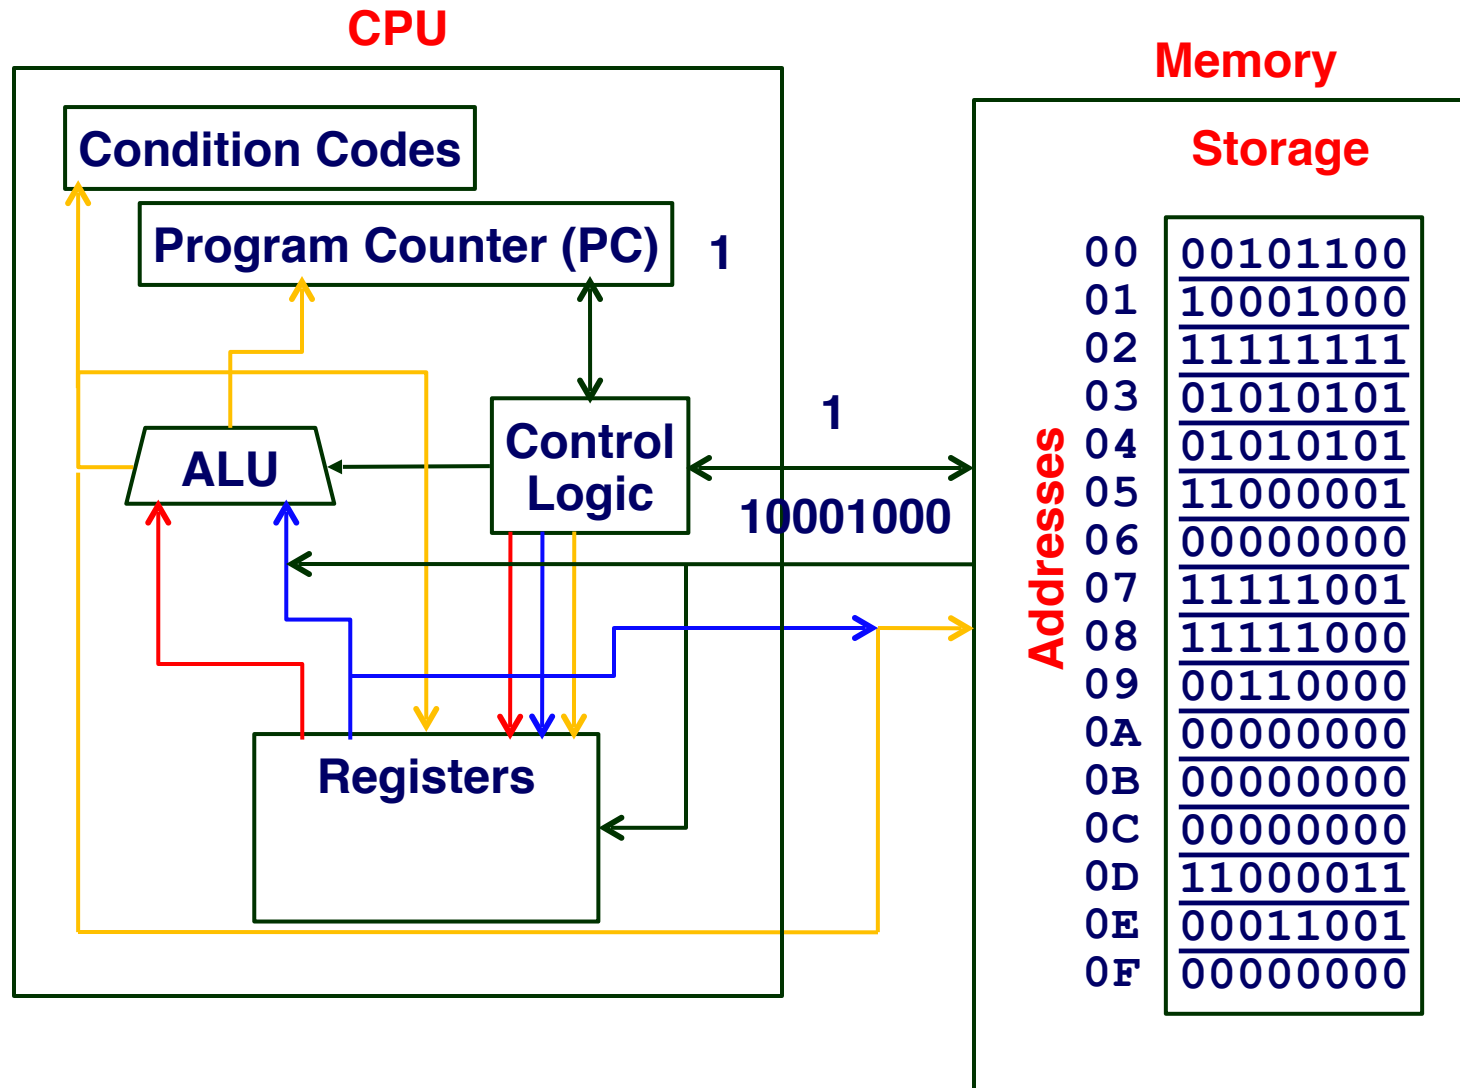 CPU
Condition Codes
Program Counter (PC) 1
ALU
Control
Logic
1
10001000
Registers
Memory
Storage
Addresses
00 00101100
01 10001000
02 11111111
03 01010101
04 01010101
05 11000001
06 00000000
07 11111001
08 11111000
09 00110000
0A 00000000
0B 00000000
0C 00000000
0D 11000011
0E 00011001
0F 00000000